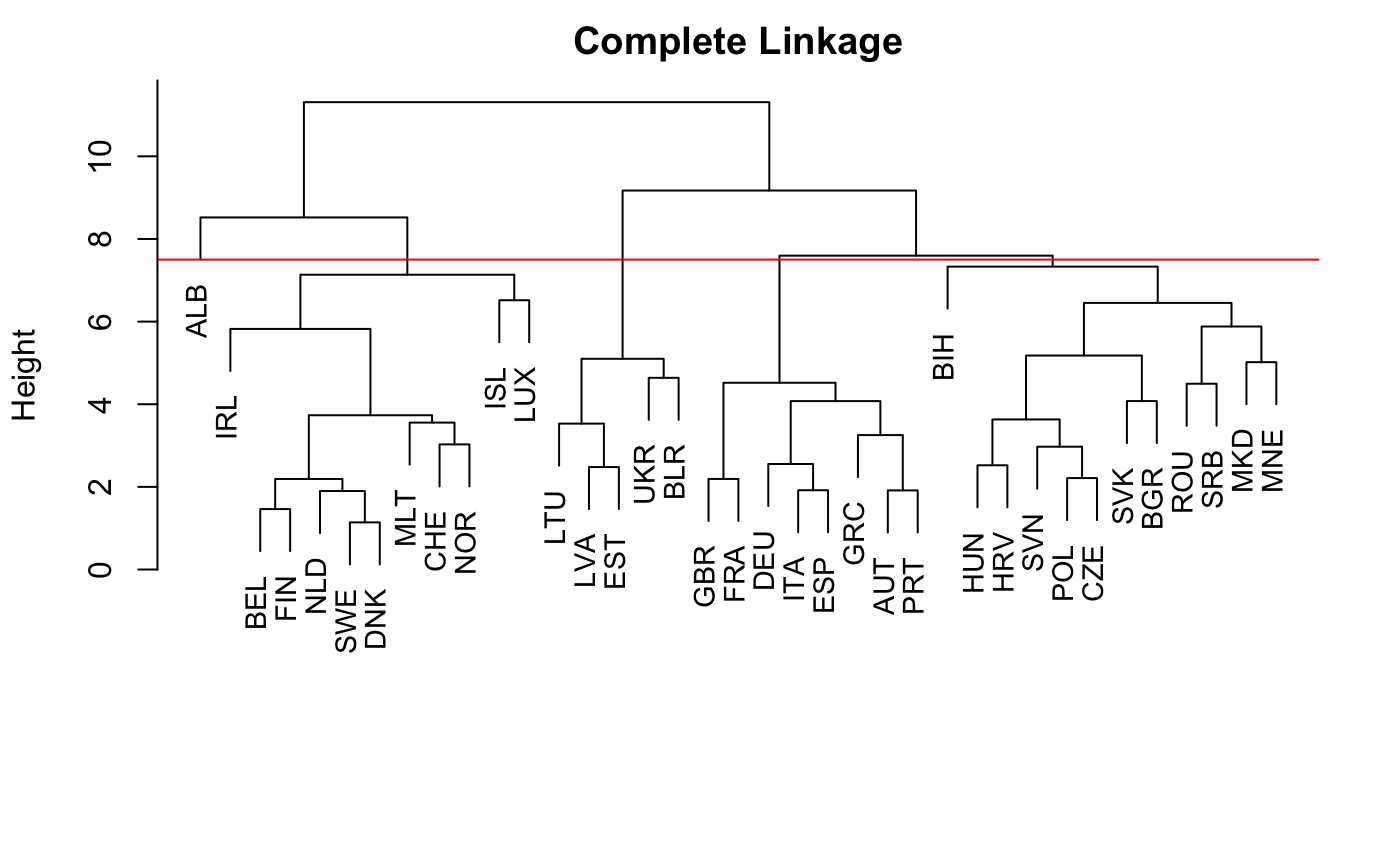 Complete Linkage
Height
10
8
6
4
2
0
ALB
IRL
BEL
FIN
NLD
SWE
DNK
MLT
CHE
NOR
ISL
LUX
LTU
LVA
EST
UKR
BLR
GBR
FRA
DEU
ITA
ESP
GRC
AUT
PRT
BIH
HUN
HRV
SVN
POL
CZE
SVK
BGR
ROU
SRB
MKD
MNE